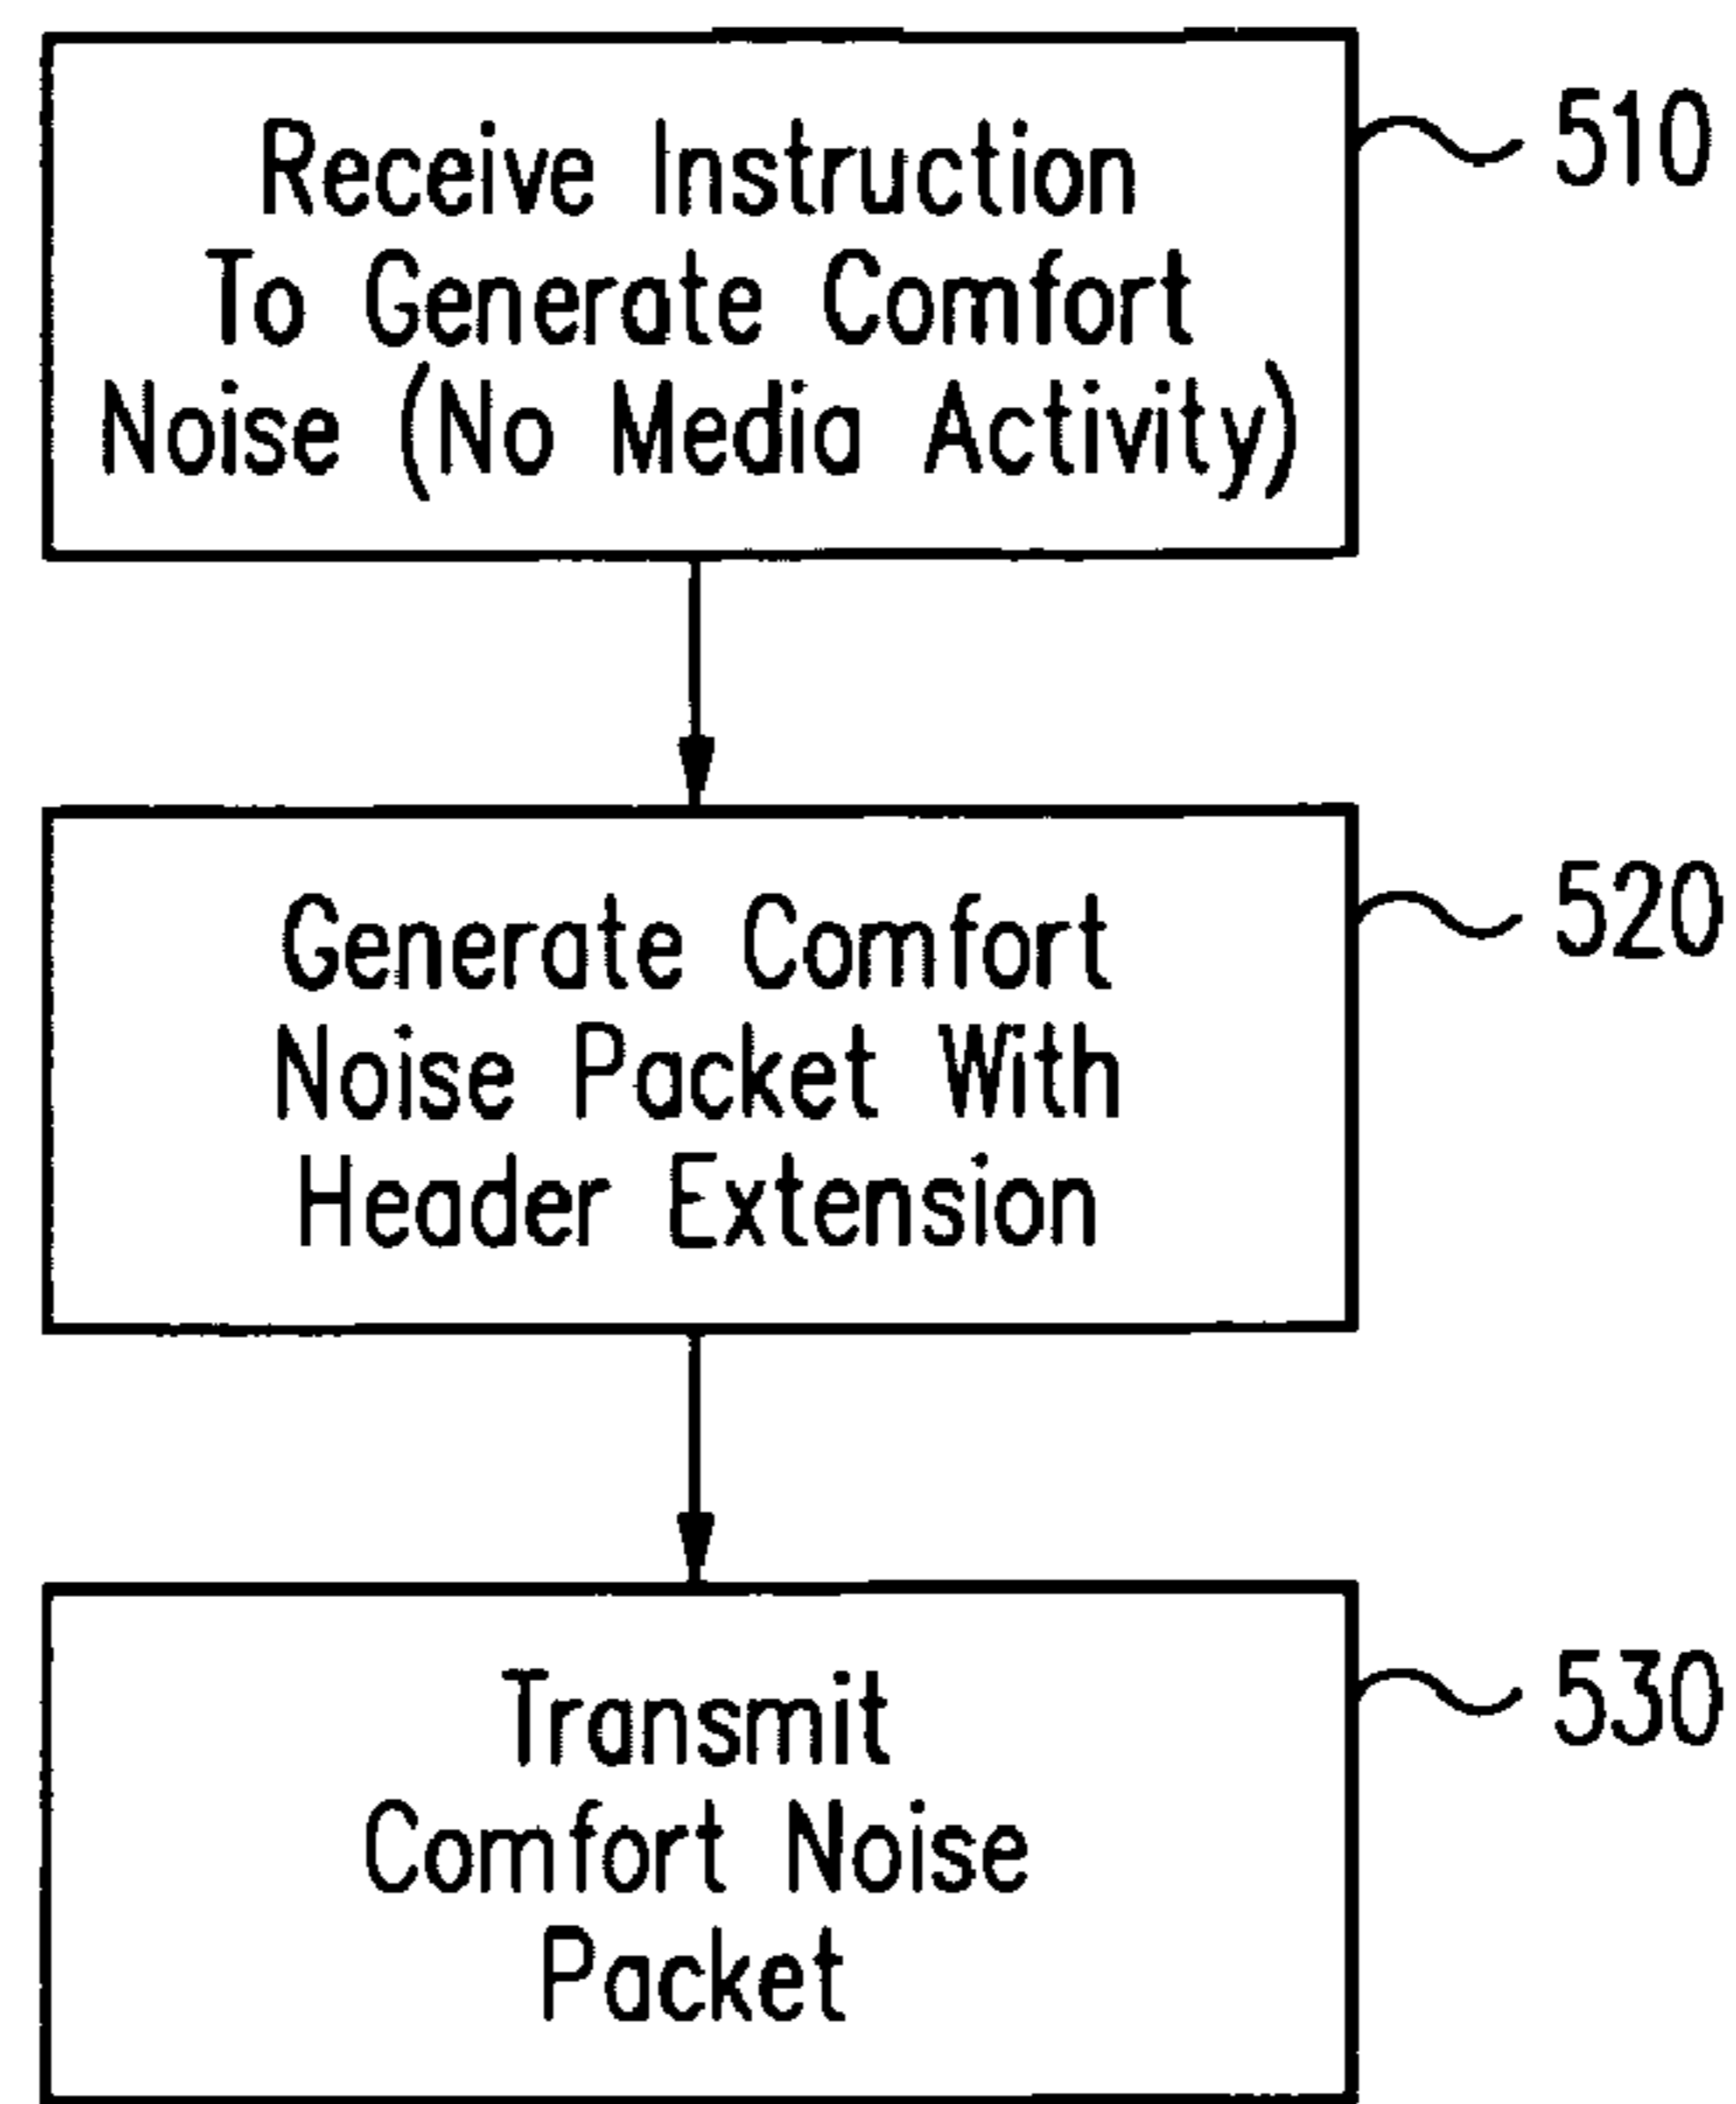 Receive Instruction
To Generate Comfort
Noise (No Media Activity)
510
Generate Comfort
Noise Packet With
Header Extension
520
Transmit
Comfort Noise
Packet
530